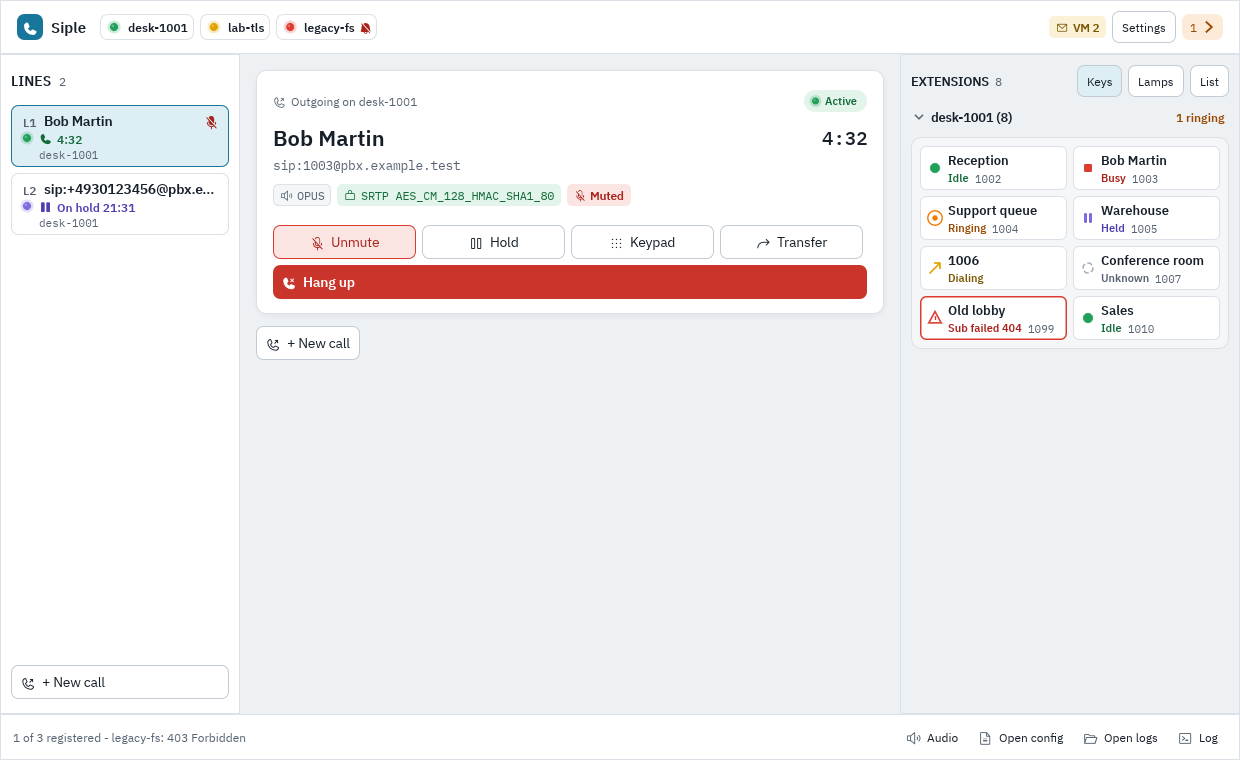 Siple
desk-1001
lab-tls
legacy-fs
VM 2
Settings
1
LINES 2
L1 Bob Martin
4:32
desk-1001
L2 sip:+4930123456@pbx.e...
On hold 21:31
desk-1001
+ New call
Outgoing on desk-1001
Active
Bob Martin
4:32
sip:1003@pbx.example.test
OPUS
SRTP AES_CM_128_HMAC_SHA1_80
Muted
Unmute
Hold
Keypad
Transfer
Hang up
+ New call
EXTENSIONS 8
Keys
Lamps
List
desk-1001 (8)
1 ringing
Reception
Idle 1002
Bob Martin
Busy 1003
Support queue
Ringing 1004
Warehouse
Held 1005
1006
Dialing
Conference room
Unknown 1007
Old lobby
Sub failed 404 1099
Sales
Idle 1010
1 of 3 registered - legacy-fs: 403 Forbidden
Audio
Open config
Open logs
Log